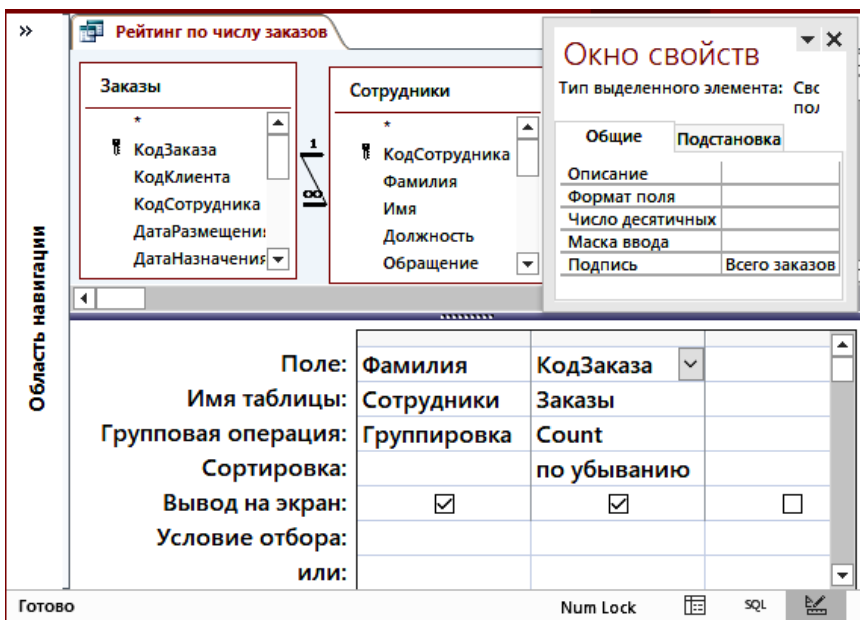 »
Рейтинг по числу заказов
Заказы
*
КодЗаказа
КодКлиента
КодСотрудника
ДатаРазмещени
ДатаНазначения
1
∞
Сотрудники
*
КодСотрудника
Фамилия
Имя
Должность
Обращение
Окно свойств
Тип выделенного элемента: Свс
пол
Общие Подстановка
Описание
Формат поля
Число десятичных
Маска ввода
Подпись Всего заказов
Область навигации
Поле: Фамилия КодЗаказа
Имя таблицы: Сотрудники Заказы
Групповая операция: Группировка Count
Сортировка: по убыванию
Вывод на экран:
Условие отбора:
или:
Готово Num Lock SQL